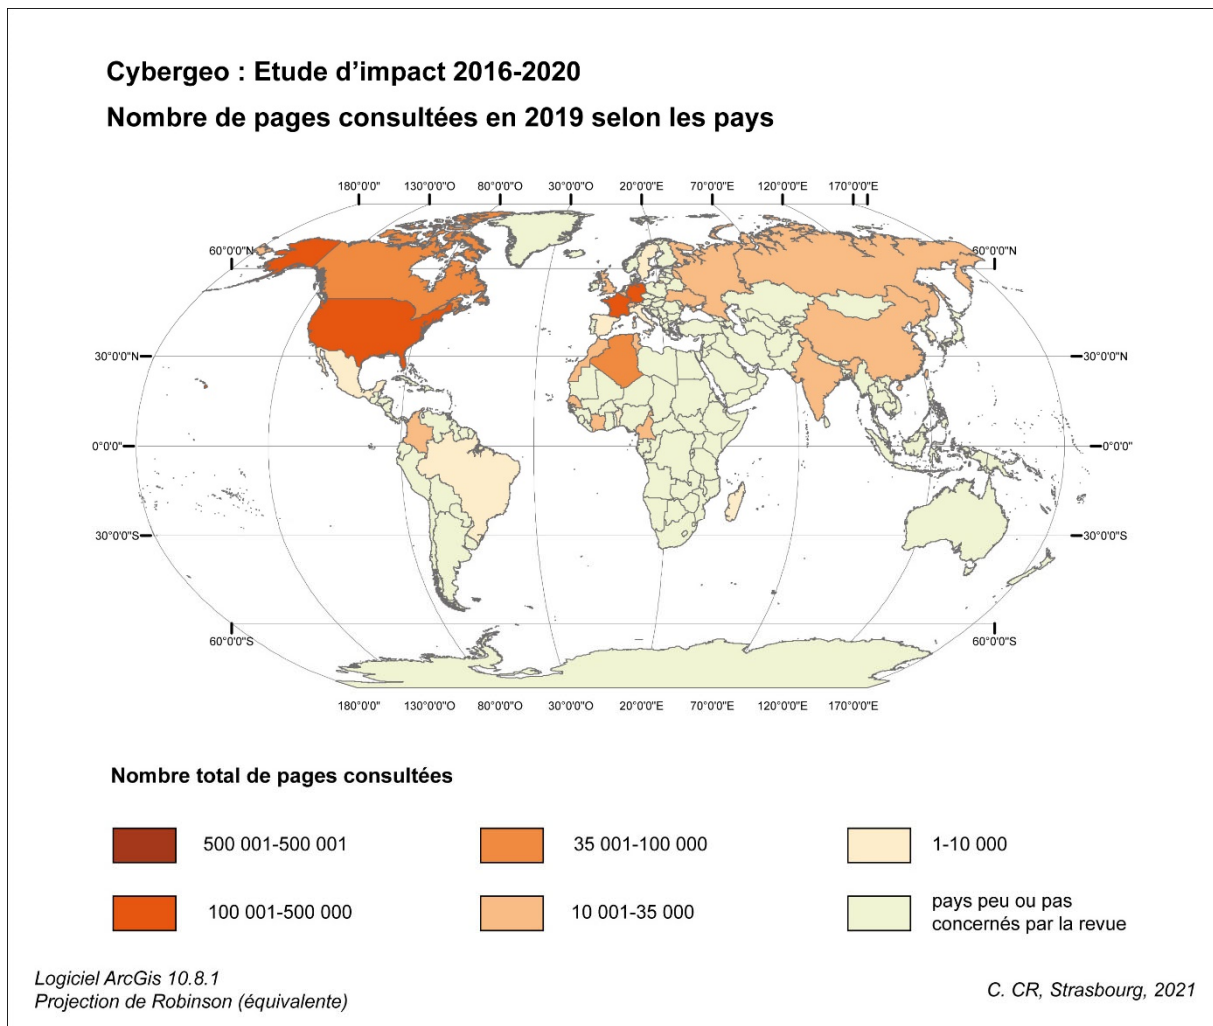 Cybergeo : Etude d'impact 2016-2020
Nombre de pages consultées en 2019 selon les pays
180°0'0" 130°0'0"O 80°0'0"O 30°0'0"O 20°0'0"E 70°0'0"E 120°0'0"E 170°0'0"E
60°0'0"N 60°0'0"N
30°0'0"N 30°0'0"N
0°0'0" 0°0'0"
30°0'0"S 30°0'0"S
60°0'0"S 60°0'0"S
180°0'0" 130°0'0"O 80°0'0"O 30°0'0"O 20°0'0"E 70°0'0"E 120°0'0"E 170°0'0"E
Nombre total de pages consultées
500 001-500 001 35 001-100 000 1-10 000
100 001-500 000 10 001-35 000 pays peu ou pas
concernés par la revue
Logiciel ArcGis 10.8.1
Projection de Robinson (équivalente)
C. CR, Strasbourg, 2021